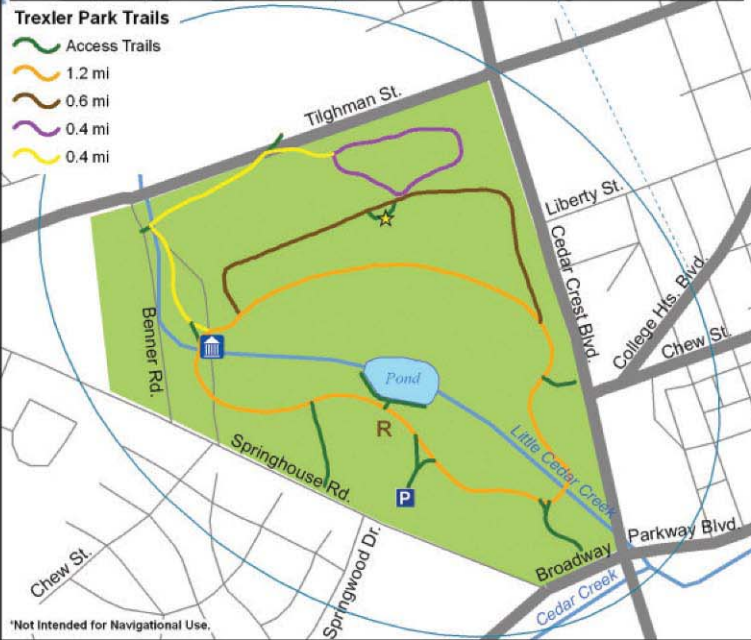 Trexler Park Trails
Access Trails
1.2 mi
0.6 mi
0.4 mi
0.4 mi
Tilghman St.
Liberty St.
Cedar Crest Blvd.
College Hts. Blvd.
Chew St.
Benner Rd.
Pond
R
Little Cedar Creek
Springhouse Rd.
P
Parkway Blvd.
Broadway
Chew St.
Springwood Dr.
Cedar Creek
*Not Intended for Navigational Use.